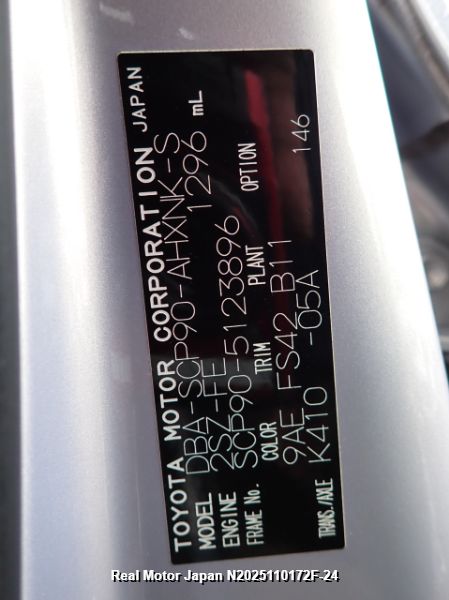 TOYOTA MOTOR CORPORATION JAPAN
MODEL DBA-SCP90-AHXNK-S
ENGINE 2SZ-FE 1296 mL
FRAME No. SCP90-5123896
COLOR TRIM PLANT OPTION
9AE FS42 B11 146
TRANS./AXLE K410 -05A
Real Motor Japan N2025110172F-24